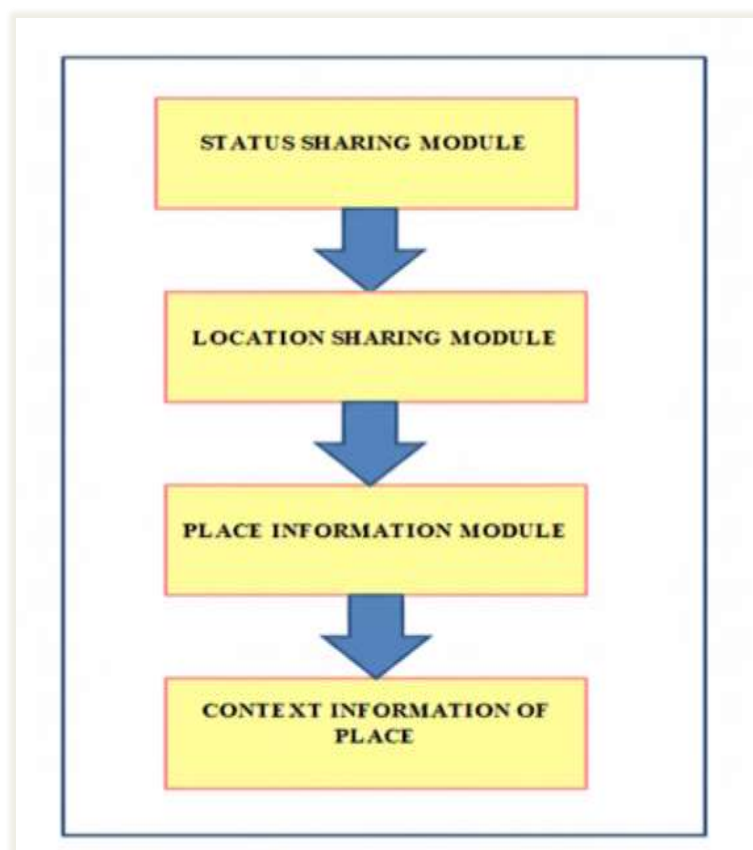 STATUS SHARING MODULE
LOCATION SHARING MODULE
PLACE INFORMATION MODULE
CONTEXT INFORMATION OF
PLACE